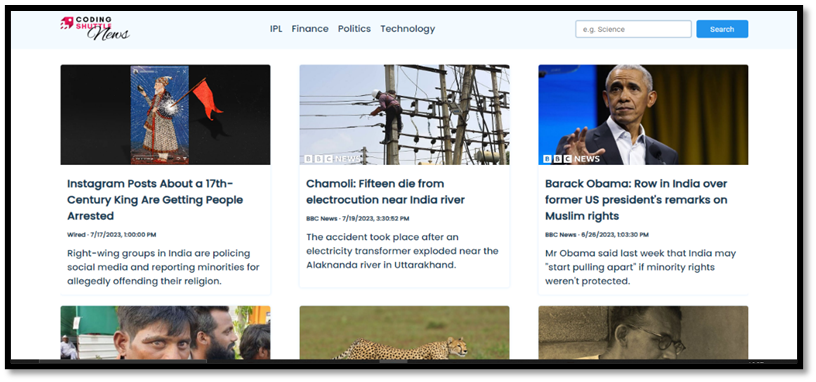 CODING
SHUTTLE
News
IPL Finance Politics Technology
e.g. Science
Search
BBC NEWS
BBC NEWS
Instagram Posts About a 17th-
Century King Are Getting People
Arrested
Wired · 7/17/2023, 1:00:00 PM
Right-wing groups in India are policing
social media and reporting minorities for
allegedly offending their religion.
Chamoli: Fifteen die from
electrocution near India river
BBC News · 7/19/2023, 3:30:52 PM
The accident took place after an
electricity transformer exploded near the
Alaknanda river in Uttarakhand.
Barack Obama: Row in India over
former US president's remarks on
Muslim rights
BBC News · 6/26/2023, 1:03:30 PM
Mr Obama said last week that India may
"start pulling apart" if minority rights
weren't protected.